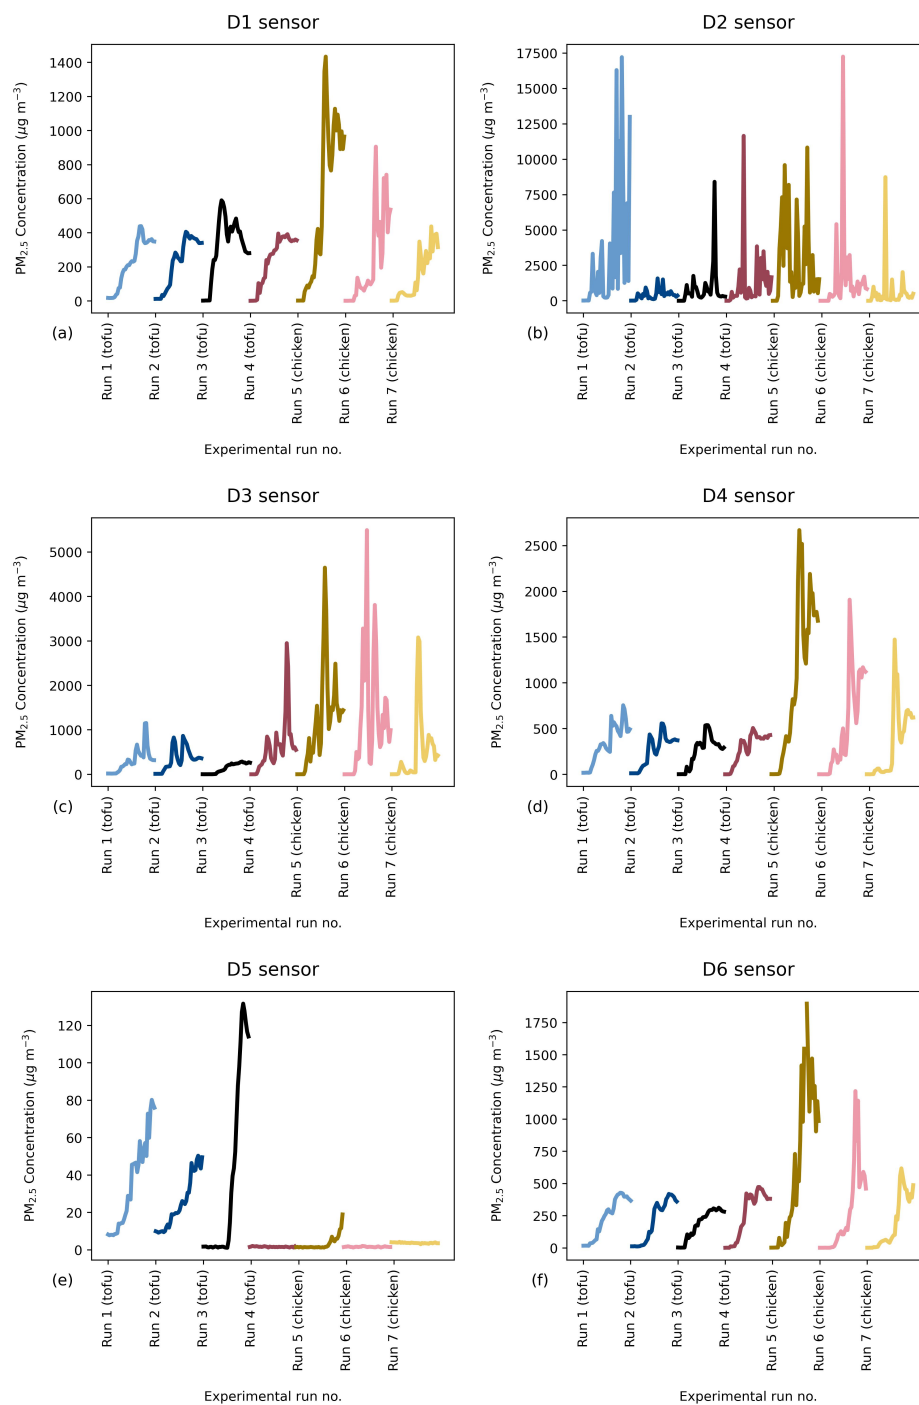 D1 sensor
PM2.5 Concentration (μg m−3)
1400
1200
1000
800
600
400
200
0
(a)
Run 1 (tofu)
Run 2 (tofu)
Run 3 (tofu)
Run 4 (tofu)
Run 5 (chicken)
Run 6 (chicken)
Run 7 (chicken)
Experimental run no.
D2 sensor
PM2.5 Concentration (μg m−3)
17500
15000
12500
10000
7500
5000
2500
0
(b)
Run 1 (tofu)
Run 2 (tofu)
Run 3 (tofu)
Run 4 (tofu)
Run 5 (chicken)
Run 6 (chicken)
Run 7 (chicken)
Experimental run no.
D3 sensor
PM2.5 Concentration (μg m−3)
5000
4000
3000
2000
1000
0
(c)
Run 1 (tofu)
Run 2 (tofu)
Run 3 (tofu)
Run 4 (tofu)
Run 5 (chicken)
Run 6 (chicken)
Run 7 (chicken)
Experimental run no.
D4 sensor
PM2.5 Concentration (μg m−3)
2500
2000
1500
1000
500
0
(d)
Run 1 (tofu)
Run 2 (tofu)
Run 3 (tofu)
Run 4 (tofu)
Run 5 (chicken)
Run 6 (chicken)
Run 7 (chicken)
Experimental run no.
D5 sensor
PM2.5 Concentration (μg m−3)
120
100
80
60
40
20
0
(e)
Run 1 (tofu)
Run 2 (tofu)
Run 3 (tofu)
Run 4 (tofu)
Run 5 (chicken)
Run 6 (chicken)
Run 7 (chicken)
Experimental run no.
D6 sensor
PM2.5 Concentration (μg m−3)
1750
1500
1250
1000
750
500
250
0
(f)
Run 1 (tofu)
Run 2 (tofu)
Run 3 (tofu)
Run 4 (tofu)
Run 5 (chicken)
Run 6 (chicken)
Run 7 (chicken)
Experimental run no.